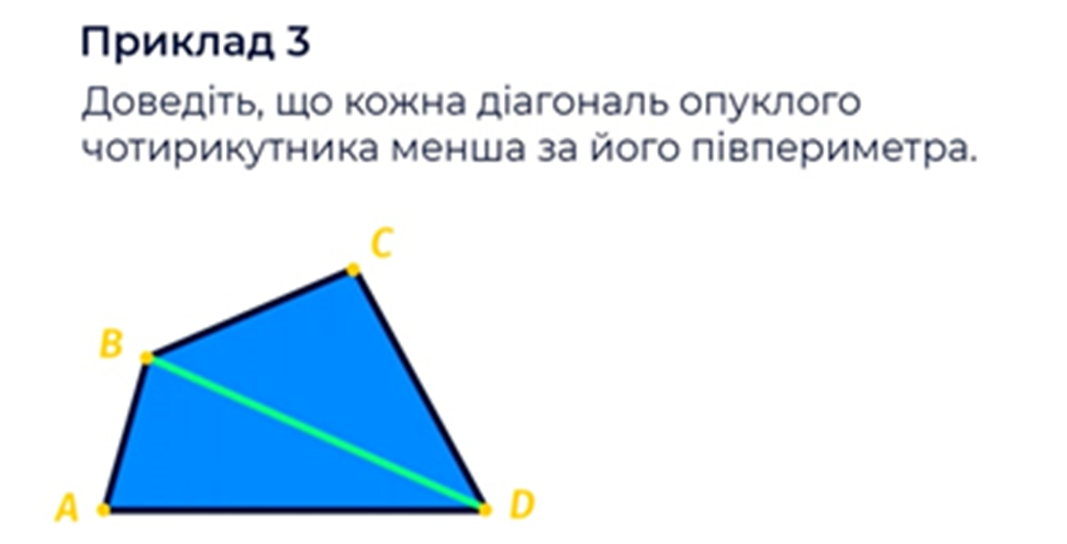 Приклад 3
Доведіть, що кожна діагональ опуклого
чотирикутника менша за його півпериметра.
C
B
A
D